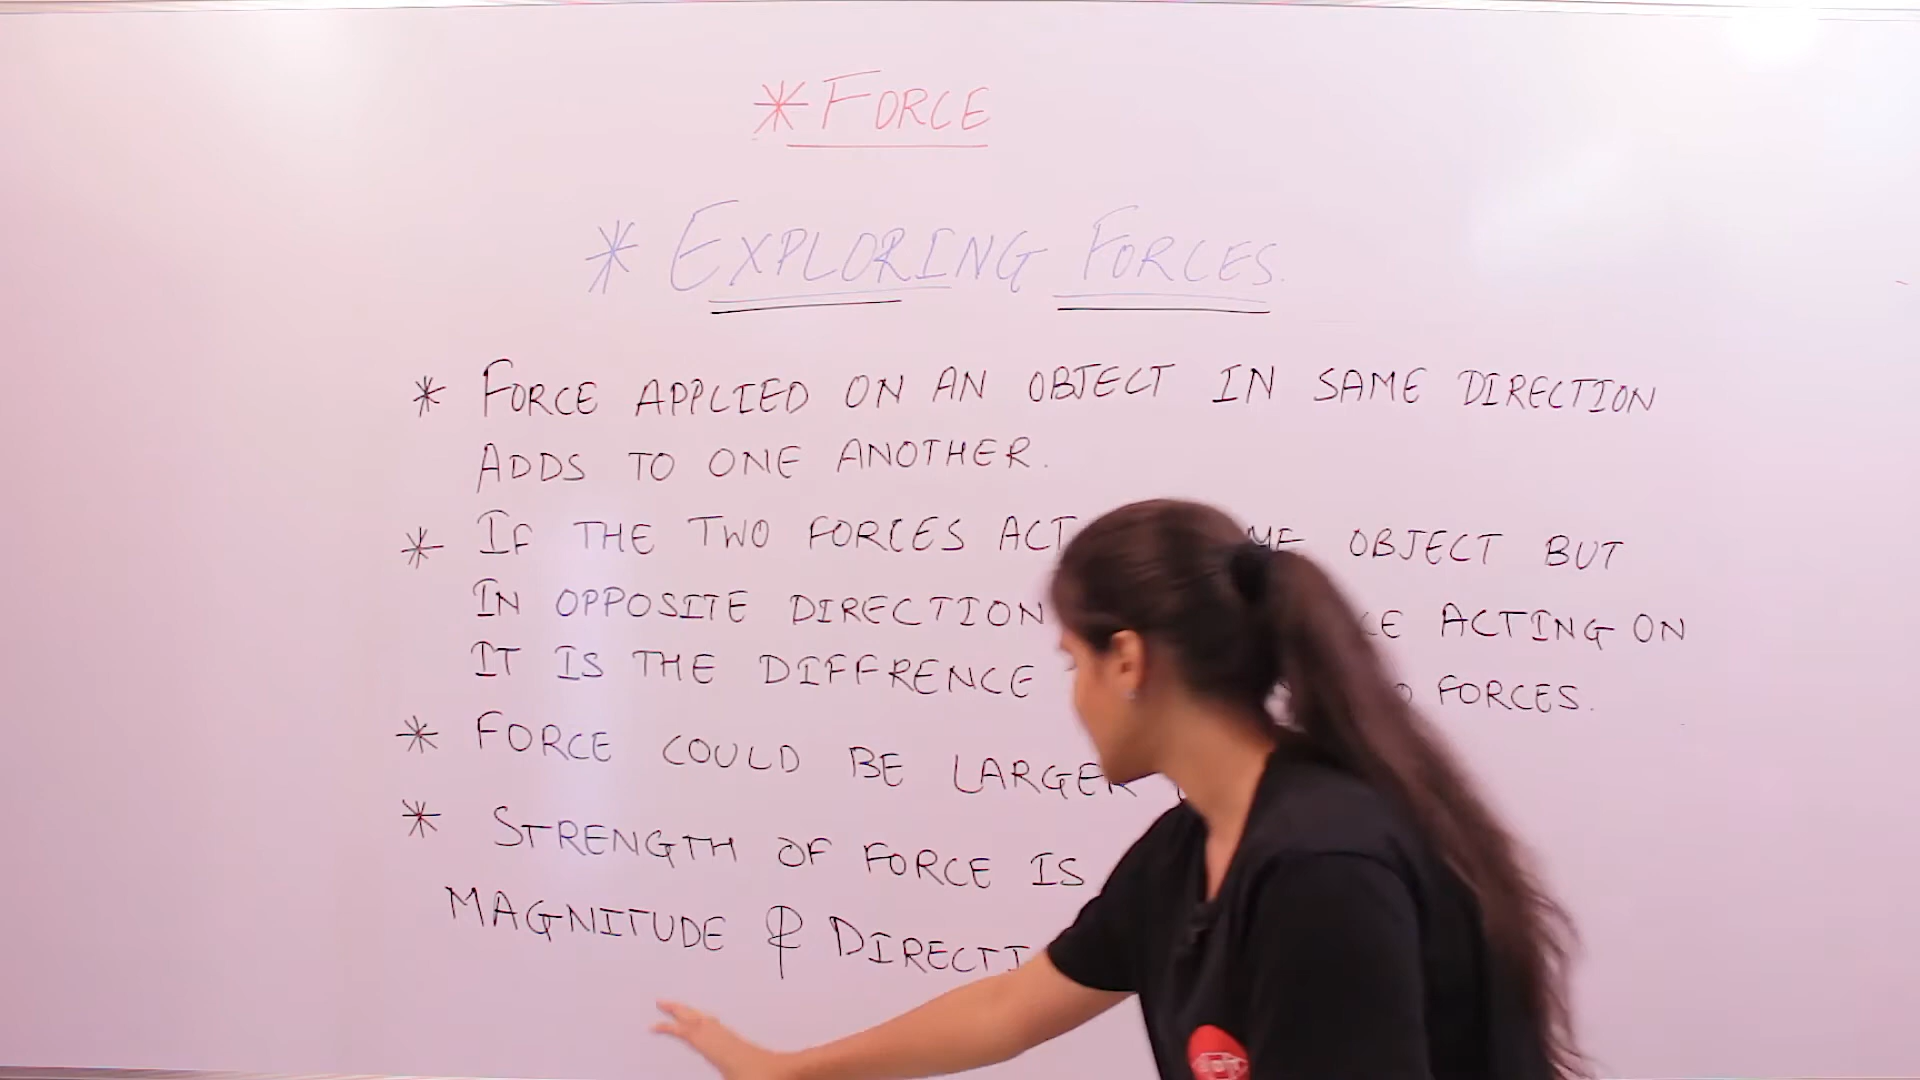 * FORCE
* EXPLORING FORCES.
* FORCE APPLIED ON AN OBJECT IN SAME DIRECTION
ADDS TO ONE ANOTHER.
* IF THE TWO FORCES ACT OBJECT BUT
IN OPPOSITE DIRECTION ACTING ON
IT IS THE DIFFRENCE FORCES.
* FORCE COULD BE LARGER
* STRENGTH OF FORCE IS
MAGNITUDE &